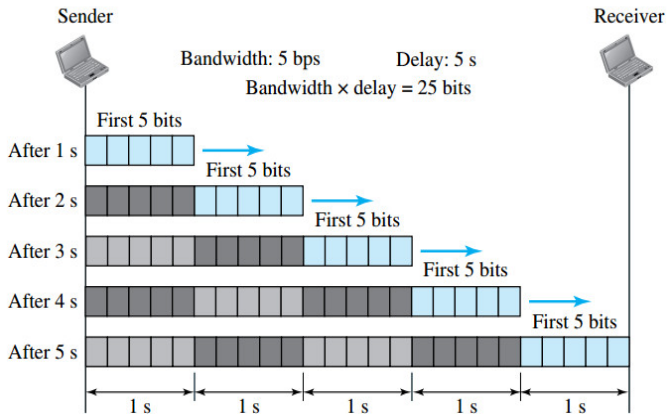 Sender
Receiver
Bandwidth: 5 bps
Delay: 5 s
Bandwidth × delay = 25 bits
First 5 bits
After 1 s
First 5 bits
After 2 s
First 5 bits
After 3 s
First 5 bits
After 4 s
First 5 bits
After 5 s
1 s
1 s
1 s
1 s
1 s